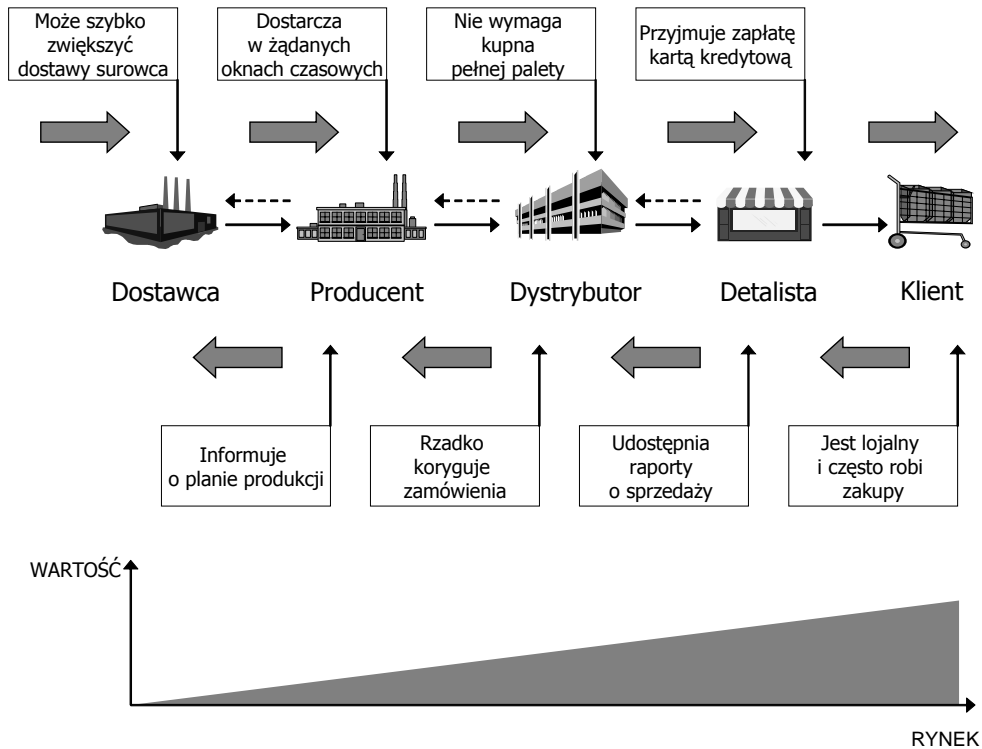 Może szybko
zwiększyć
dostawy surowca
Dostarcza
w żądanych
oknach czasowych
Nie wymaga
kupna
pełnej palety
Przyjmuje zapłatę
kartą kredytową
Dostawca
Producent
Dystrybutor
Detalista
Klient
Informuje
o planie produkcji
Rzadko
koryguje
zamówienia
Udostępnia
raporty
o sprzedaży
Jest lojalny
i często robi
zakupy
WARTOŚĆ
RYNEK